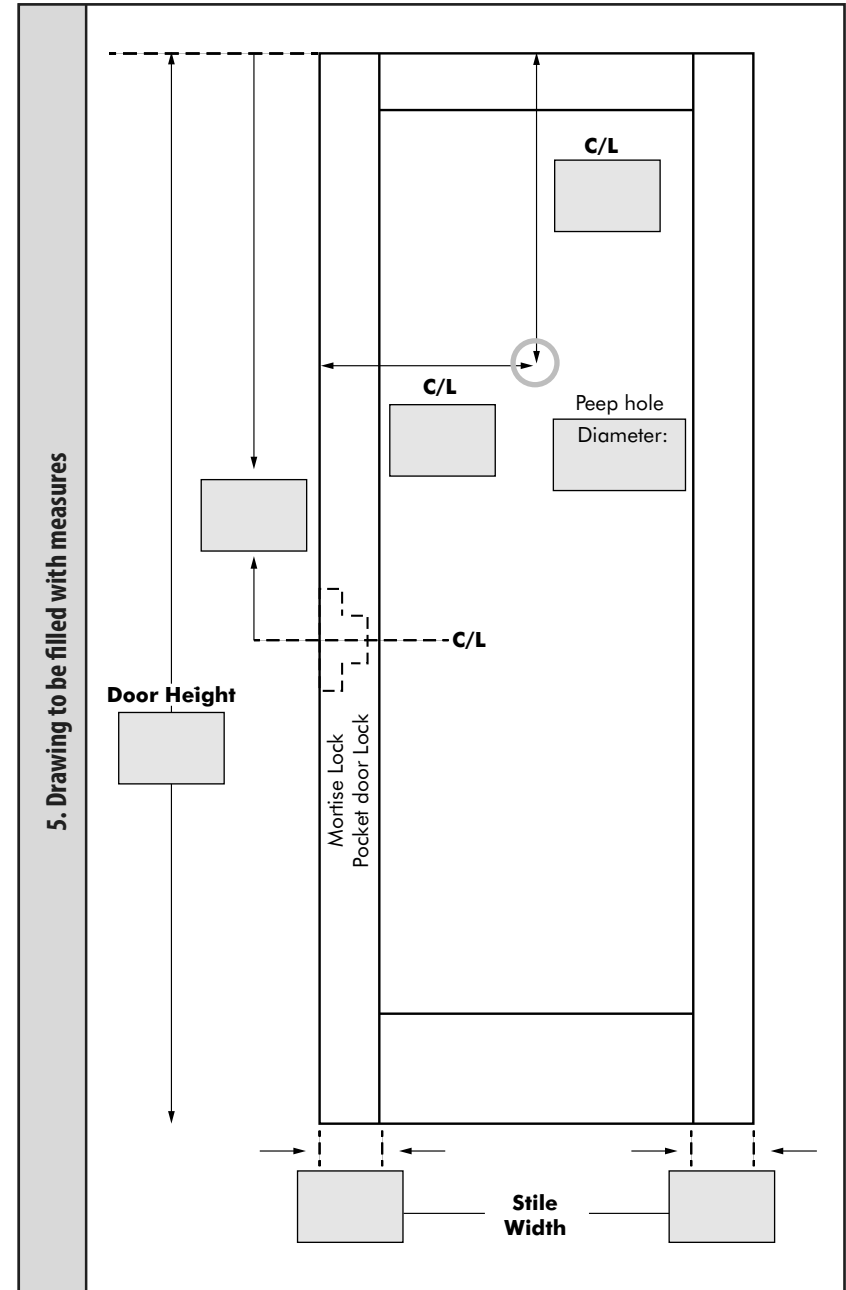 5. Drawing to be filled with measures
C/L
C/L
Peep hole
Diameter:
C/L
Door Height
Mortise Lock
Pocket door Lock
Stile
Width